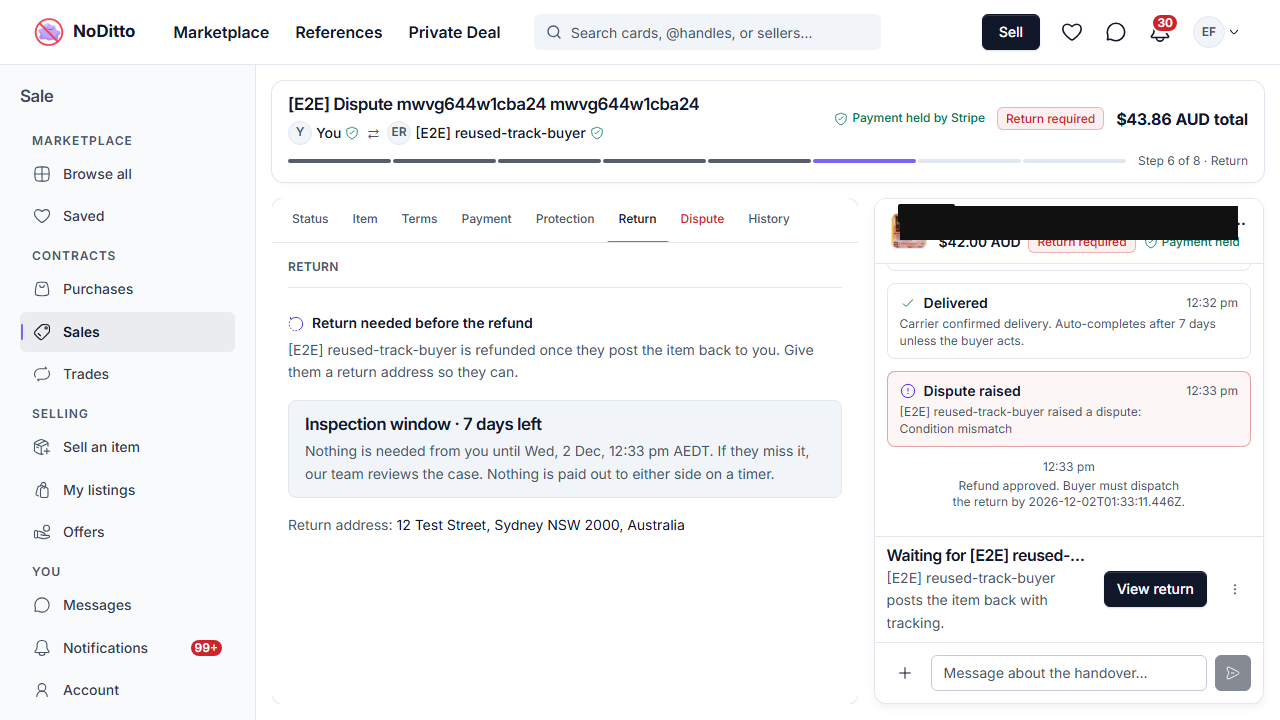 NoDitto
Marketplace
References
Private Deal
Search cards, @handles, or sellers...
Sell
30
EF
Sale
MARKETPLACE
Browse all
Saved
CONTRACTS
Purchases
Sales
Trades
SELLING
Sell an item
My listings
Offers
YOU
Messages
Notifications
99+
Account
[E2E] Dispute mwvg644w1cba24 mwvg644w1cba24
Y You ⇄ ER [E2E] reused-track-buyer
Payment held by Stripe
Return required
$43.86 AUD total
Step 6 of 8 · Return
Status
Item
Terms
Payment
Protection
Return
Dispute
History
RETURN
Return needed before the refund
[E2E] reused-track-buyer is refunded once they post the item back to you. Give
them a return address so they can.
Inspection window · 7 days left
Nothing is needed from you until Wed, 2 Dec, 12:33 pm AEDT. If they miss it,
our team reviews the case. Nothing is paid out to either side on a timer.
Return address: 12 Test Street, Sydney NSW 2000, Australia
$42.00 AUD
Return required
Payment held
Delivered
12:32 pm
Carrier confirmed delivery. Auto-completes after 7 days
unless the buyer acts.
Dispute raised
12:33 pm
[E2E] reused-track-buyer raised a dispute:
Condition mismatch
12:33 pm
Refund approved. Buyer must dispatch
the return by 2026-12-02T01:33:11.446Z.
Waiting for [E2E] reused-...
[E2E] reused-track-buyer
posts the item back with
tracking.
View return
Message about the handover...